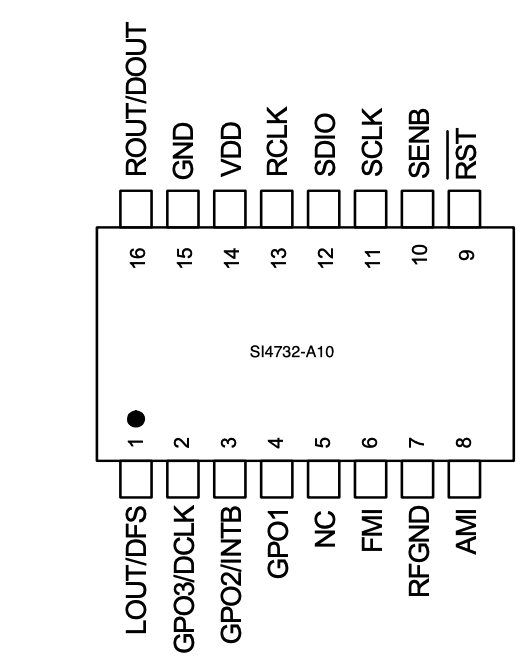 ROUT/DOUT
GND
VDD
RCLK
SDIO
SCLK
SENB
RST
16
15
14
13
12
11
10
9
SI4732-A10
1
2
3
4
5
6
7
8
LOUT/DFS
GPO3/DCLK
GPO2/INTB
GPO1
NC
FMI
RFGND
AMI